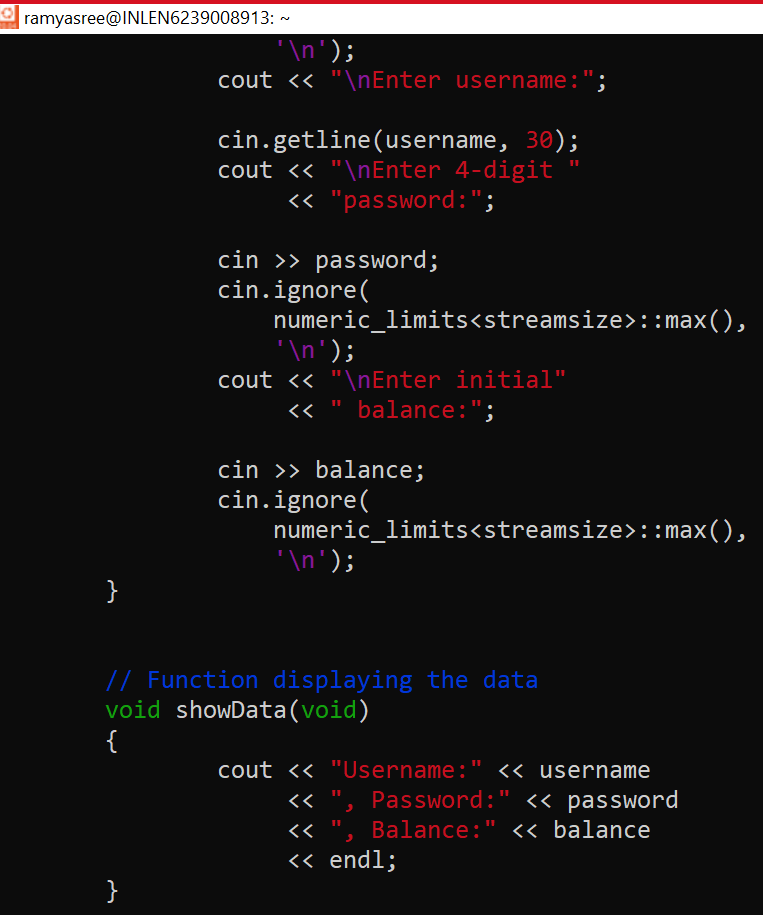 ramyasree@INLEN6239008913: ~
'\n');
cout << "\nEnter username:";
cin.getline(username, 30);
cout << "\nEnter 4-digit "
<< "password:";
cin >> password;
cin.ignore(
numeric_limits<streamsize>::max(),
'\n');
cout << "\nEnter initial"
<< " balance:";
cin >> balance;
cin.ignore(
numeric_limits<streamsize>::max(),
'\n');
}
// Function displaying the data
void showData(void)
{
cout << "Username:" << username
<< ", Password:" << password
<< ", Balance:" << balance
<< endl;
}